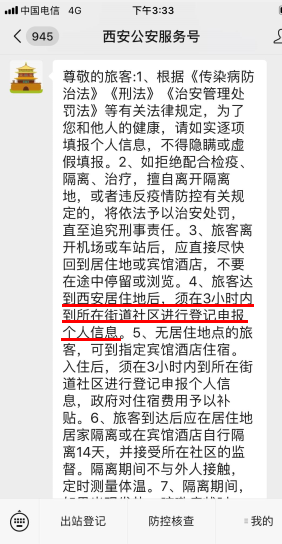 中国电信 4G 下午3:33
945 西安公安服务号
尊敬的旅客:1、根据《传染病防
治法》《刑法》《治安管理处
罚法》等有关法律规定，为了
您和他人的健康，请如实逐项
填报个人信息，不得隐瞒或虚
假填报。2、如拒绝配合检疫、
隔离、治疗，擅自离开隔离
地，或者违反疫情防控有关规
定的，将依法予以治安处罚，
直至追究刑事责任。3、旅客离
开机场或车站后，应直接尽快
回到居住地或宾馆酒店，不要
在途中停留或浏览。4、旅客达
到西安居住地后，须在3小时内
到所在街道社区进行登记申报
个人信息。5、无居住地点的旅
客，可到指定宾馆酒店住宿。
入住后，须在3小时内到所在街
道社区进行登记申报个人信
息，政府对住宿费用予以补
贴。6、旅客到达后应在居住地
居家隔离或在宾馆酒店自行隔
离14天，并接受所在社区的监
督。隔离期间不与外人接触，
定时测量体温。7、隔离期间，
出站登记 防控核查 我的